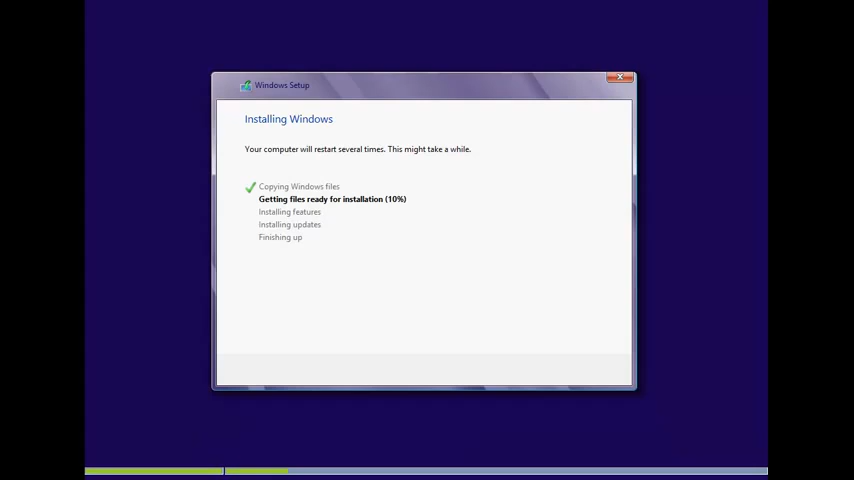 Windows Setup
Installing Windows
Your computer will restart several times. This might take a while.
Copying Windows files
Getting files ready for installation (10%)
Installing features
Installing updates
Finishing up